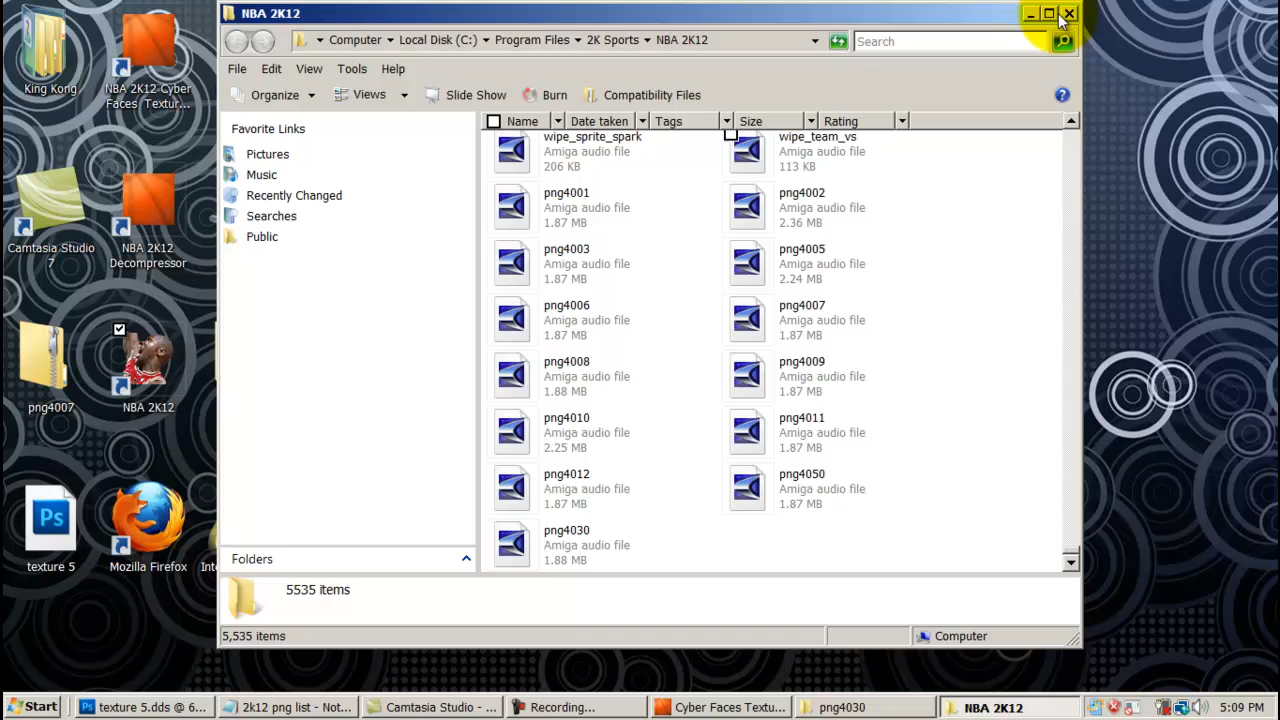 NBA 2K12
Computer
Local Disk (C:)
Program Files
2K Sports
NBA 2K12
Search
File
Edit
View
Tools
Help
Organize
Views
Slide Show
Burn
Compatibility Files
Favorite Links
Pictures
Music
Recently Changed
Searches
Public
Folders
Name
Date taken
Tags
Size
Rating
wipe_sprite_spark
Amiga audio file
206 KB
wipe_team_vs
Amiga audio file
113 KB
png4001
Amiga audio file
1.87 MB
png4002
Amiga audio file
2.36 MB
png4003
Amiga audio file
1.87 MB
png4005
Amiga audio file
2.24 MB
png4006
Amiga audio file
1.87 MB
png4007
Amiga audio file
1.87 MB
png4008
Amiga audio file
1.88 MB
png4009
Amiga audio file
1.87 MB
png4010
Amiga audio file
2.25 MB
png4011
Amiga audio file
1.87 MB
png4012
Amiga audio file
1.87 MB
png4050
Amiga audio file
1.87 MB
png4030
Amiga audio file
1.88 MB
5535 items
5,535 items
Computer
King Kong
NBA 2K12-Cyber
Faces Textur...
Camtasia Studio
7
NBA 2K12
Decompressor
png4007
NBA 2K12
Ps
texture 5
Mozilla Firefox
Int
Start
Ps texture 5.dds @ 6...
2k12 png list - Not...
Camtasia Studio - ...
Recording...
Cyber Faces Textu...
png4030
NBA 2K12
5:09 PM